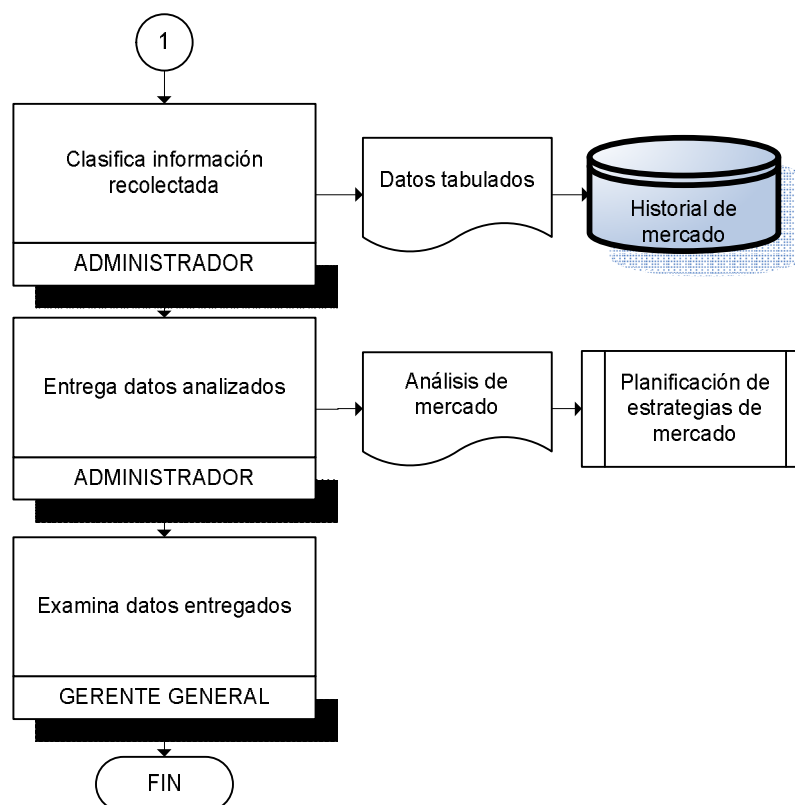 1
Clasifica información
recolectada
ADMINISTRADOR
Datos tabulados
Historial de
mercado
Entrega datos analizados
ADMINISTRADOR
Análisis de
mercado
Planificación de
estrategias de
mercado
Examina datos entregados
GERENTE GENERAL
FIN